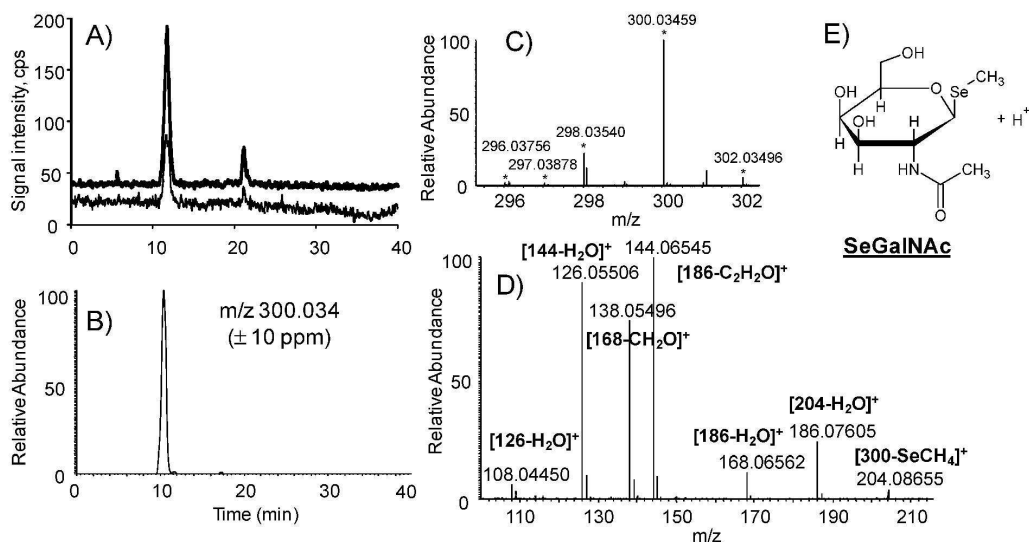 A)
Signal intensity, cps
200
150
100
50
0
0 10 20 30 40
B)
m/z 300.034
(± 10 ppm)
Relative Abundance
100
50
0
0 10 20 30 40
Time (min)
C)
Relative Abundance
100
50
0
300.03459
*
298.03540
*
296.03756
*
297.03878
*
302.03496
*
296 298 300 302
m/z
E)
OH
OH
OH
O
Se
CH3
H
HN
CH3
O
+ H+
SeGalNAc
D)
Relative Abundance
100
50
0
[144-H2O]+
126.05506
144.06545
[186-C2H2O]+
138.05496
[168-CH2O]+
[204-H2O]+
[126-H2O]+
[186-H2O]+
186.07605
[300-SeCH4]+
108.04450
168.06562
204.08655
110 130 150 170 190 210
m/z